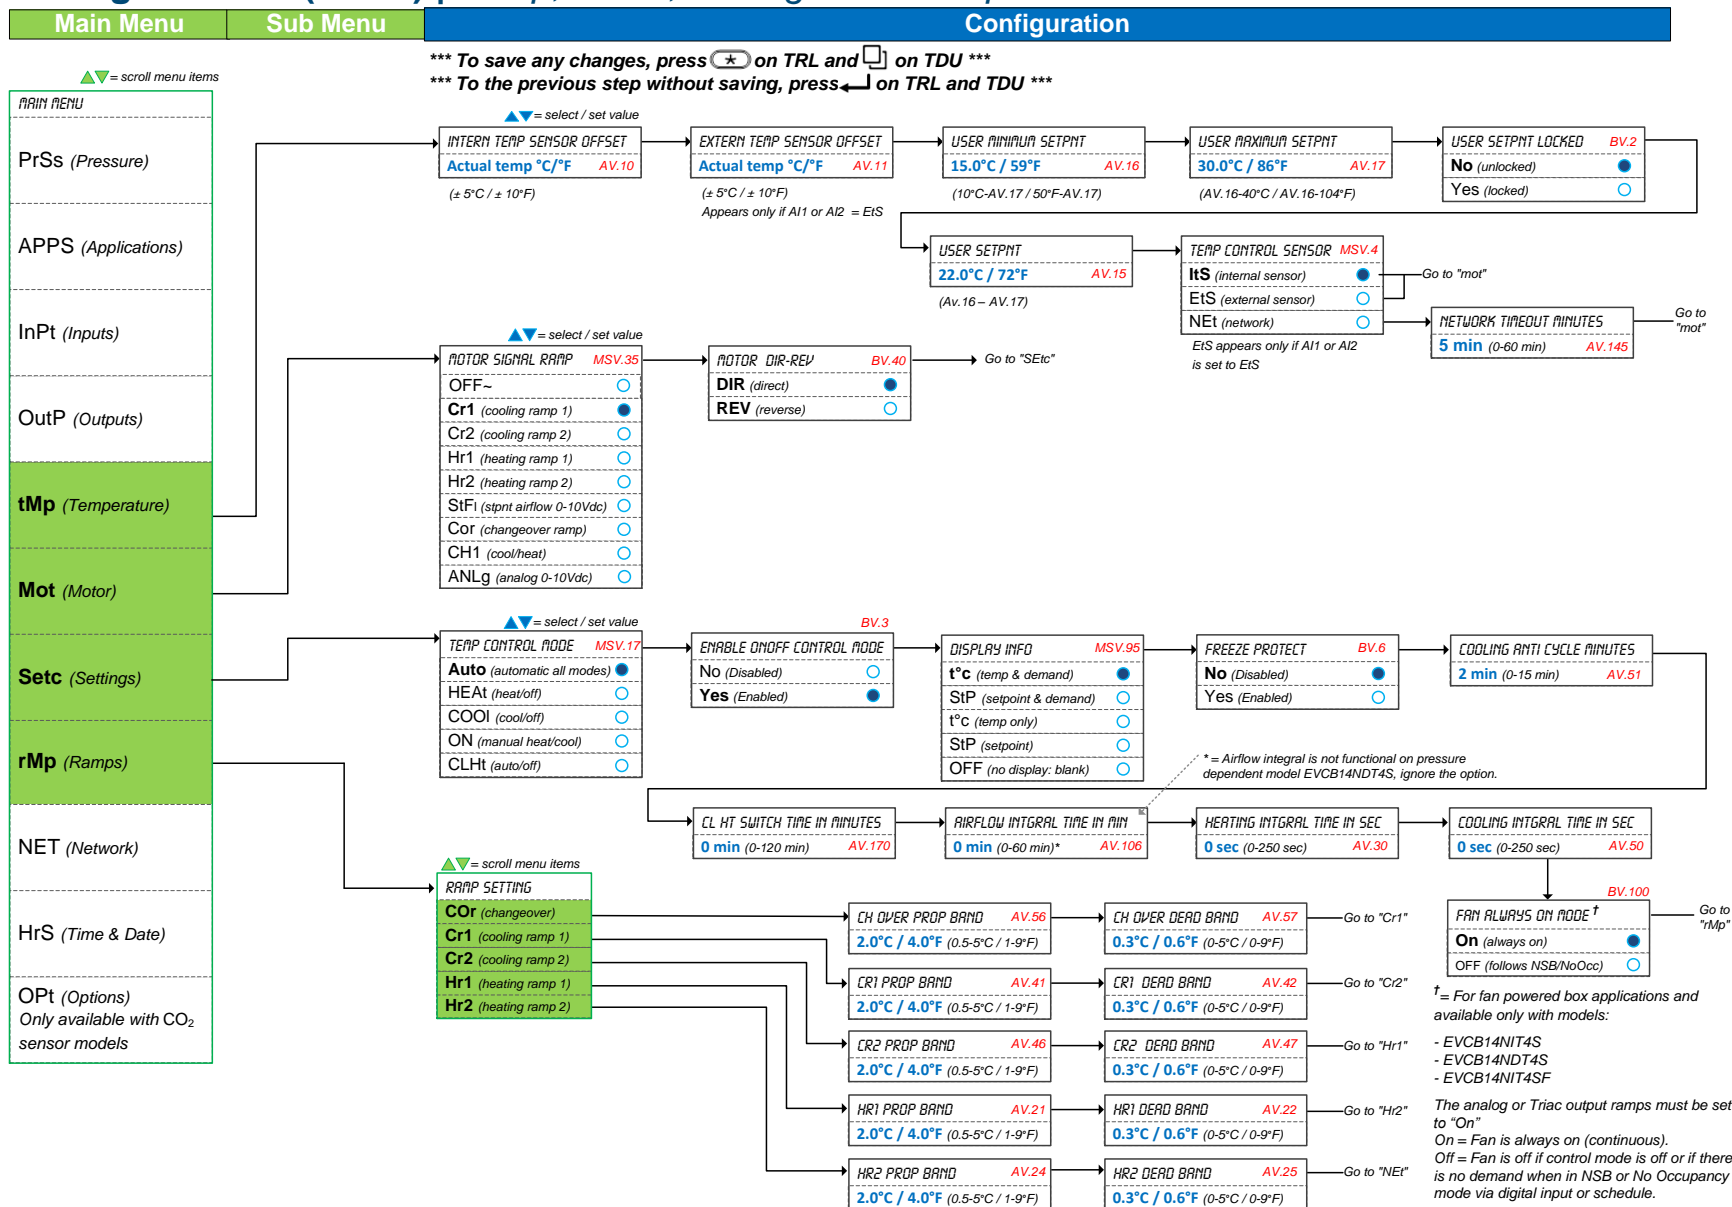 Main Menu
Sub Menu
Configuration
*** To save any changes, press on TRL and on TDU ***
*** To the previous step without saving, press on TRL and TDU ***
= scroll menu items
MAIN MENU
PrSs (Pressure)
APPS (Applications)
InPt (Inputs)
OutP (Outputs)
tMp (Temperature)
Mot (Motor)
Setc (Settings)
rMp (Ramps)
NET (Network)
HrS (Time & Date)
OPt (Options)
Only available with CO2
sensor models
= select / set value
INTERN TEMP SENSOR OFFSET
Actual temp °C/°F AV.10
(± 5°C / ± 10°F)
EXTERN TEMP SENSOR OFFSET
Actual temp °C/°F AV.11
(± 5°C / ± 10°F)
Appears only if AI1 or AI2 = EtS
USER MINIMUM SETPNT
15.0°C / 59°F AV.16
(10°C-AV.17 / 50°F-AV.17)
USER MAXIMUM SETPNT
30.0°C / 86°F AV.17
(AV.16-40°C / AV.16-104°F)
USER SETPNT LOCKED BV.2
No (unlocked)
Yes (locked)
USER SETPNT
22.0°C / 72°F AV.15
(Av.16 – AV.17)
TEMP CONTROL SENSOR MSV.4
ItS (internal sensor)
EtS (external sensor)
NEt (network)
Go to "mot"
EtS appears only if AI1 or AI2
is set to EtS
NETWORK TIMEOUT MINUTES
5 min (0-60 min) AV.145
Go to
"mot"
= select / set value
MOTOR SIGNAL RAMP MSV.35
OFF~
Cr1 (cooling ramp 1)
Cr2 (cooling ramp 2)
Hr1 (heating ramp 1)
Hr2 (heating ramp 2)
StFl (stpnt airflow 0-10Vdc)
Cor (changeover ramp)
CH1 (cool/heat)
ANLg (analog 0-10Vdc)
MOTOR DIR-REV BV.40
DIR (direct)
REV (reverse)
Go to "SEtc"
= select / set value
TEMP CONTROL MODE MSV.17
Auto (automatic all modes)
HEAt (heat/off)
COOl (cool/off)
ON (manual heat/cool)
CLHt (auto/off)
BV.3
ENABLE ONOFF CONTROL MODE
No (Disabled)
Yes (Enabled)
DISPLAY INFO MSV.95
t°c (temp & demand)
StP (setpoint & demand)
t°c (temp only)
StP (setpoint)
OFF (no display: blank)
FREEZE PROTECT BV.6
No (Disabled)
Yes (Enabled)
COOLING ANTI CYCLE MINUTES
2 min (0-15 min) AV.51
* = Airflow integral is not functional on pressure
dependent model EVCB14NDT4S, ignore the option.
CL HT SWITCH TIME IN MINUTES
0 min (0-120 min) AV.170
AIRFLOW INTGRAL TIME IN MIN
0 min (0-60 min)* AV.106
HEATING INTGRAL TIME IN SEC
0 sec (0-250 sec) AV.30
COOLING INTGRAL TIME IN SEC
0 sec (0-250 sec) AV.50
BV.100
FAN ALWAYS ON MODE †
On (always on)
OFF (follows NSB/NoOcc)
Go to
"rMp"
†= For fan powered box applications and
available only with models:
- EVCB14NIT4S
- EVCB14NDT4S
- EVCB14NIT4SF
The analog or Triac output ramps must be set
to “On”
On = Fan is always on (continuous).
Off = Fan is off if control mode is off or if there
is no demand when in NSB or No Occupancy
mode via digital input or schedule.
= scroll menu items
RAMP SETTING
COr (changeover)
Cr1 (cooling ramp 1)
Cr2 (cooling ramp 2)
Hr1 (heating ramp 1)
Hr2 (heating ramp 2)
CH OVER PROP BAND AV.56
2.0°C / 4.0°F (0.5-5°C / 1-9°F)
CH OVER DEAD BAND AV.57
0.3°C / 0.6°F (0-5°C / 0-9°F)
Go to "Cr1"
CR1 PROP BAND AV.41
2.0°C / 4.0°F (0.5-5°C / 1-9°F)
CR1 DEAD BAND AV.42
0.3°C / 0.6°F (0-5°C / 0-9°F)
Go to "Cr2"
CR2 PROP BAND AV.46
2.0°C / 4.0°F (0.5-5°C / 1-9°F)
CR2 DEAD BAND AV.47
0.3°C / 0.6°F (0-5°C / 0-9°F)
Go to "Hr1"
HR1 PROP BAND AV.21
2.0°C / 4.0°F (0.5-5°C / 1-9°F)
HR1 DEAD BAND AV.22
0.3°C / 0.6°F (0-5°C / 0-9°F)
Go to "Hr2"
HR2 PROP BAND AV.24
2.0°C / 4.0°F (0.5-5°C / 1-9°F)
HR2 DEAD BAND AV.25
0.3°C / 0.6°F (0-5°C / 0-9°F)
Go to "NEt"